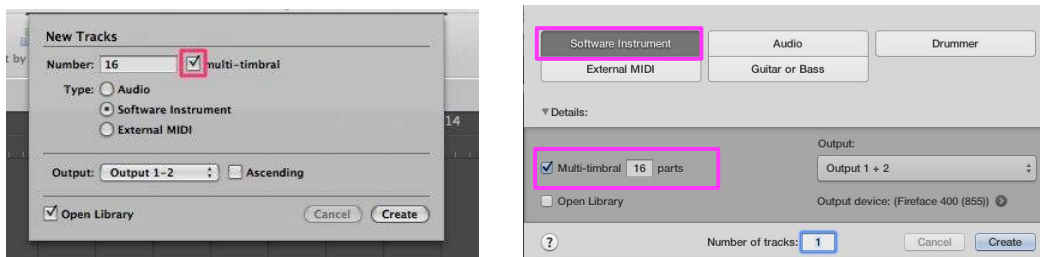 New Tracks
Number: 16 multi-timbral
Type: Audio
Software Instrument
External MIDI
Output: Output 1-2 Ascending
Open Library Cancel Create
t by
14
Software Instrument Audio Drummer
External MIDI Guitar or Bass
Details:
Output:
Multi-timbral 16 parts Output 1 + 2
Open Library Output device: (Fireface 400 (855))
? Number of tracks: 1 Cancel Create